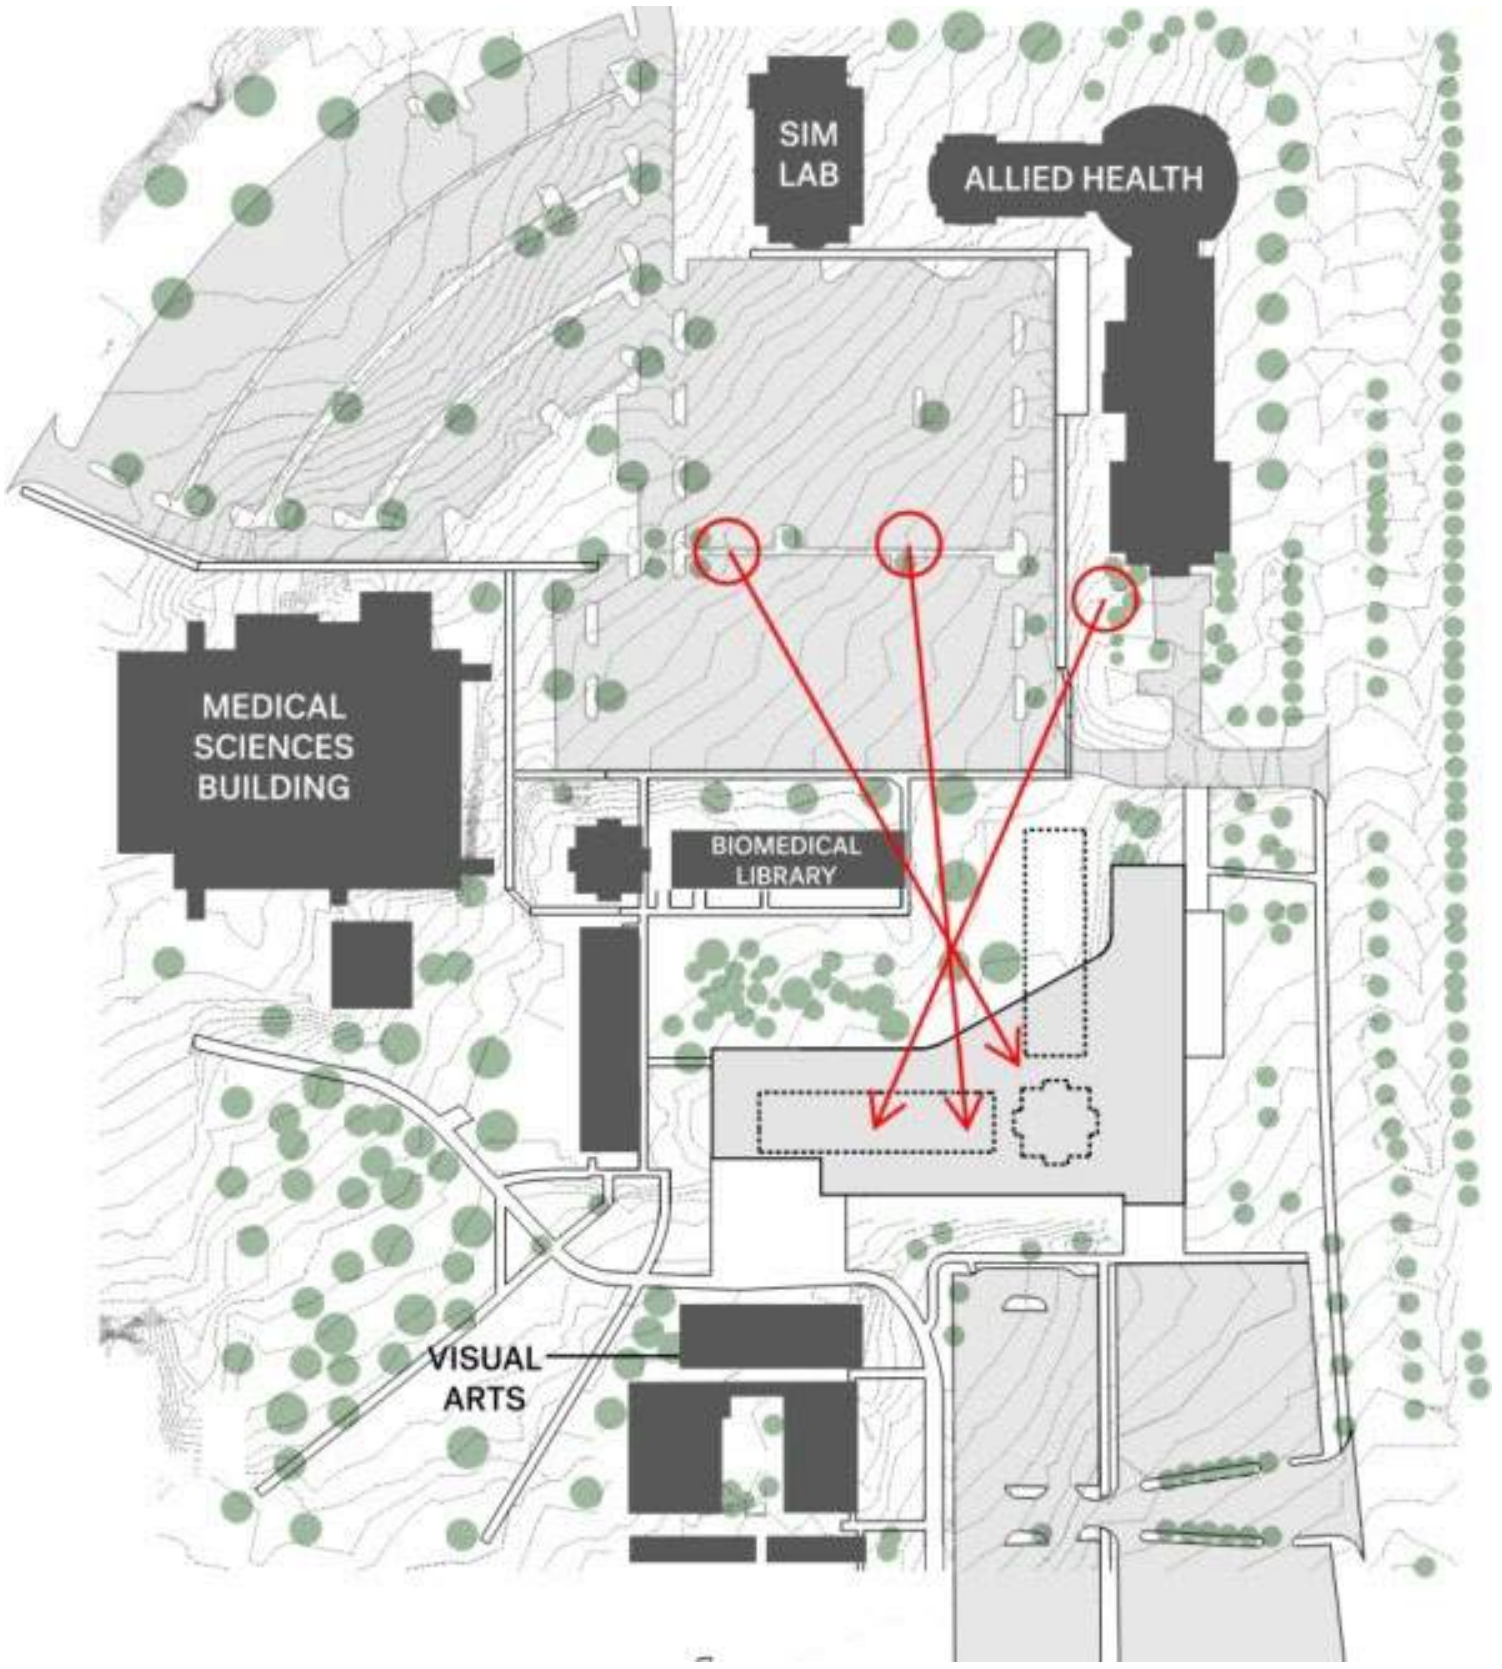 SIM
LAB
ALLIED HEALTH
MEDICAL
SCIENCES
BUILDING
BIOMEDICAL
LIBRARY
VISUAL
ARTS